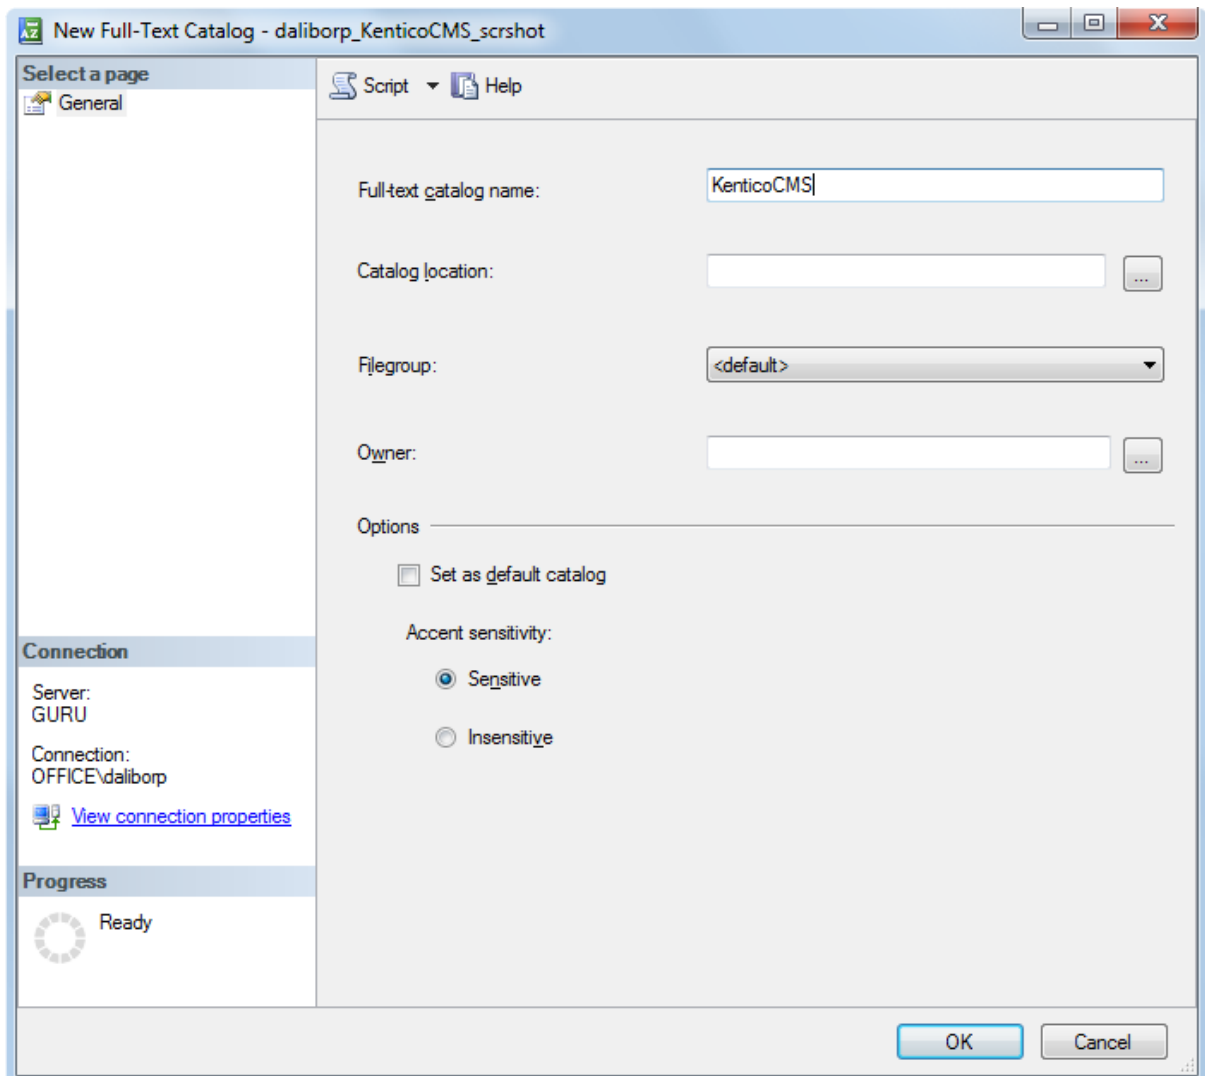 New Full-Text Catalog - daliborp_KenticoCMS_scrshot
Select a page
General
Script Help
Full-text catalog name: KenticoCMS
Catalog location: ...
Filegroup: <default>
Owner: ...
Options
Set as default catalog
Accent sensitivity:
Sensitive
Insensitive
Connection
Server:
GURU
Connection:
OFFICE\daliborp
View connection properties
Progress
Ready
OK Cancel